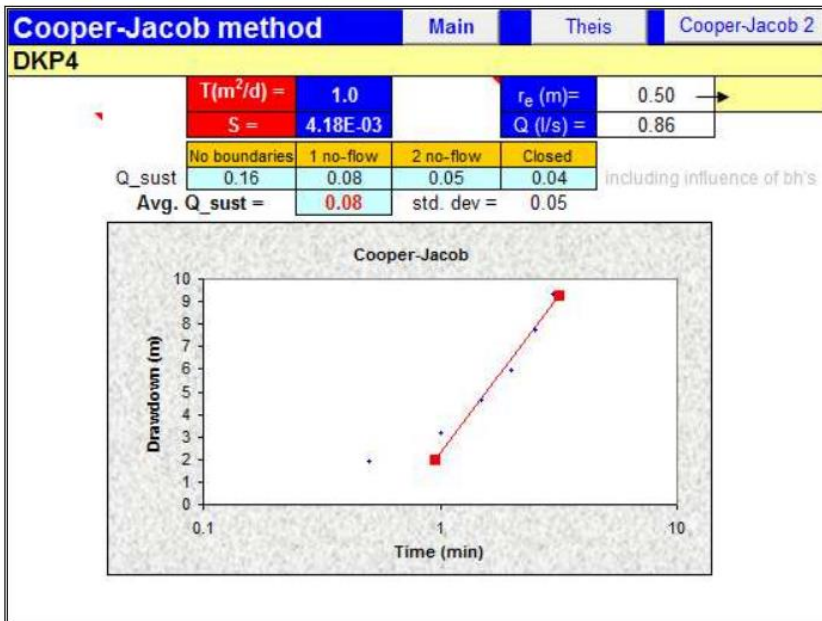 Cooper-Jacob method Main Theis Cooper-Jacob 2
DKP4
T(m²/d) = 1.0 r_e (m)= 0.50
S = 4.18E-03 Q (l/s) = 0.86
No boundaries 1 no-flow 2 no-flow Closed
Q_sust 0.16 0.08 0.05 0.04 including influence of bh's
Avg. Q_sust = 0.08 std. dev = 0.05
Cooper-Jacob
10
9
8
7
6
5
4
3
2
1
0
Drawdown (m)
0.1 1 10
Time (min)